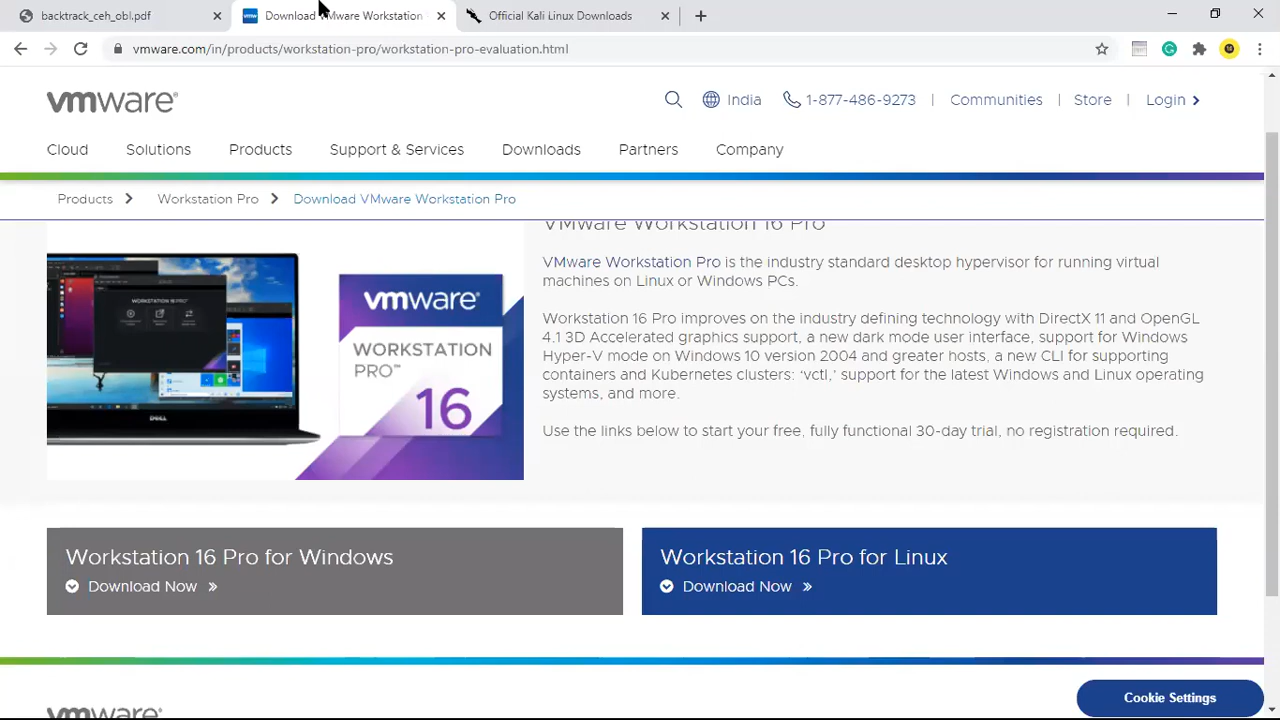 backtrack_ceh_obl.pdf
Download VMware Workstation
Official Kali Linux Downloads
vmware.com/in/products/workstation-pro/workstation-pro-evaluation.html
vmware®
India
1-877-486-9273
Communities
Store
Login
Cloud
Solutions
Products
Support & Services
Downloads
Partners
Company
Products
Workstation Pro
Download VMware Workstation Pro
VMware Workstation 16 Pro
VMware Workstation Pro is the industry standard desktop hypervisor for running virtual
machines on Linux or Windows PCs.
Workstation 16 Pro improves on the industry defining technology with DirectX 11 and OpenGL
4.1 3D Accelerated graphics support, a new dark mode user interface, support for Windows
Hyper-V mode on Windows 10 version 2004 and greater hosts, a new CLI for supporting
containers and Kubernetes clusters: 'vctl,' support for the latest Windows and Linux operating
systems, and more.
Use the links below to start your free, fully functional 30-day trial, no registration required.
WORKSTATION 16 PRO™
DELL
vmware®
WORKSTATION
PRO™
16
Workstation 16 Pro for Windows
Download Now
Workstation 16 Pro for Linux
Download Now
Cookie Settings
vmware®